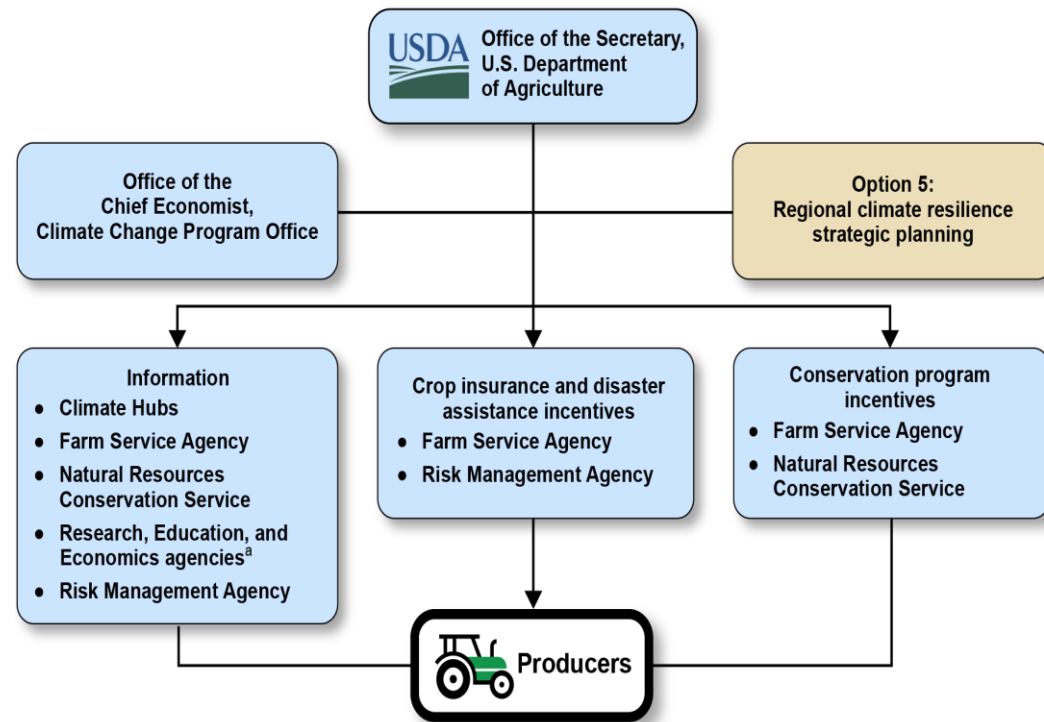 USDA
Office of the Secretary,
U.S. Department
of Agriculture
Office of the
Chief Economist,
Climate Change Program Office
Option 5:
Regional climate resilience
strategic planning
Information
• Climate Hubs
• Farm Service Agency
• Natural Resources
Conservation Service
• Research, Education, and
Economics agenciesᵃ
• Risk Management Agency
Crop insurance and disaster
assistance incentives
• Farm Service Agency
• Risk Management Agency
Conservation program
incentives
• Farm Service Agency
• Natural Resources
Conservation Service
Producers